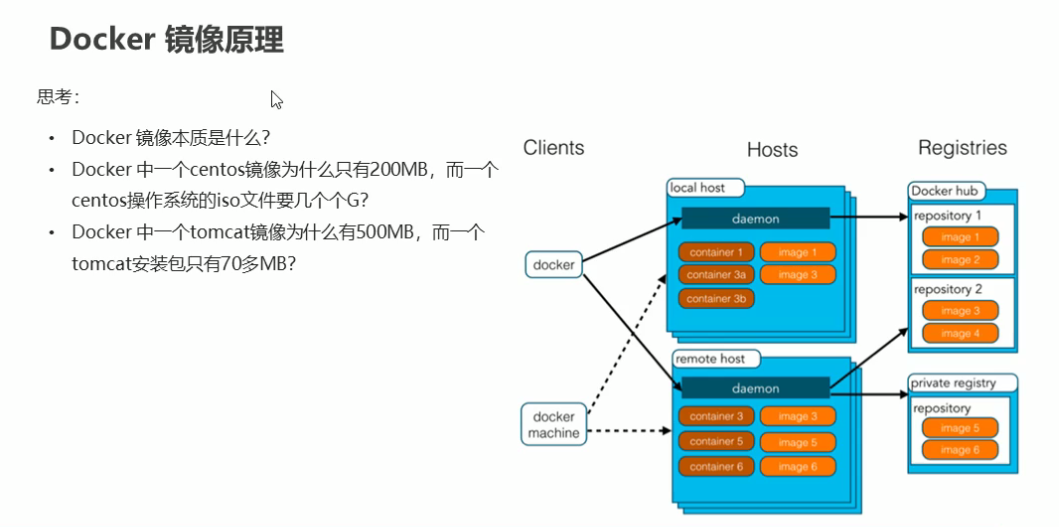 Docker 镜像原理
思考：
• Docker 镜像本质是什么？
• Docker 中一个centos镜像为什么只有200MB，而一个
centos操作系统的iso文件要几个个G？
• Docker 中一个tomcat镜像为什么有500MB，而一个
tomcat安装包只有70多MB？
Clients
Hosts
Registries
docker
docker
machine
local host
daemon
container 1
image 1
container 3a
image 3
container 3b
remote host
daemon
container 3
image 3
container 5
image 5
container 6
image 6
Docker hub
repository 1
image 1
image 2
repository 2
image 3
image 4
private registry
repository
image 5
image 6